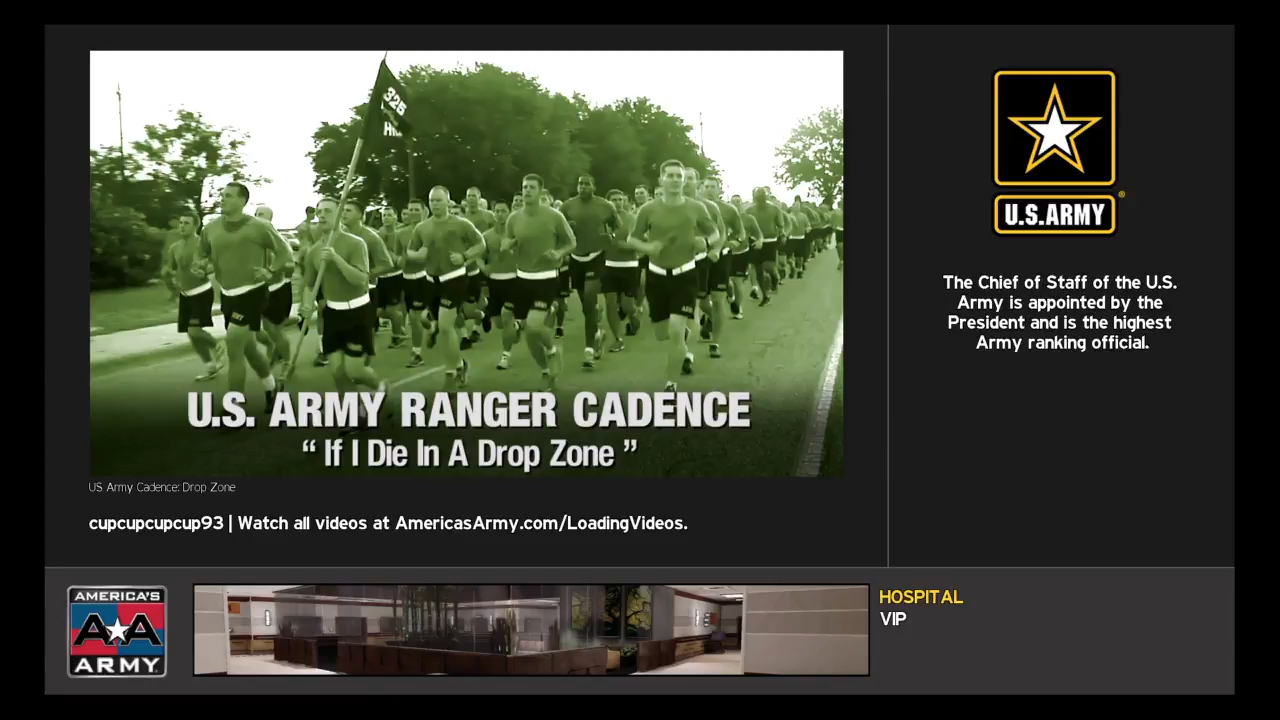 325
U.S. ARMY RANGER CADENCE
“ If I Die In A Drop Zone ”
US Army Cadence: Drop Zone
cupcupcupcup93 | Watch all videos at AmericasArmy.com/LoadingVideos.
U.S.ARMY®
The Chief of Staff of the U.S.
Army is appointed by the
President and is the highest
Army ranking official.
AMERICA'S
AA
ARMY
HOSPITAL
VIP